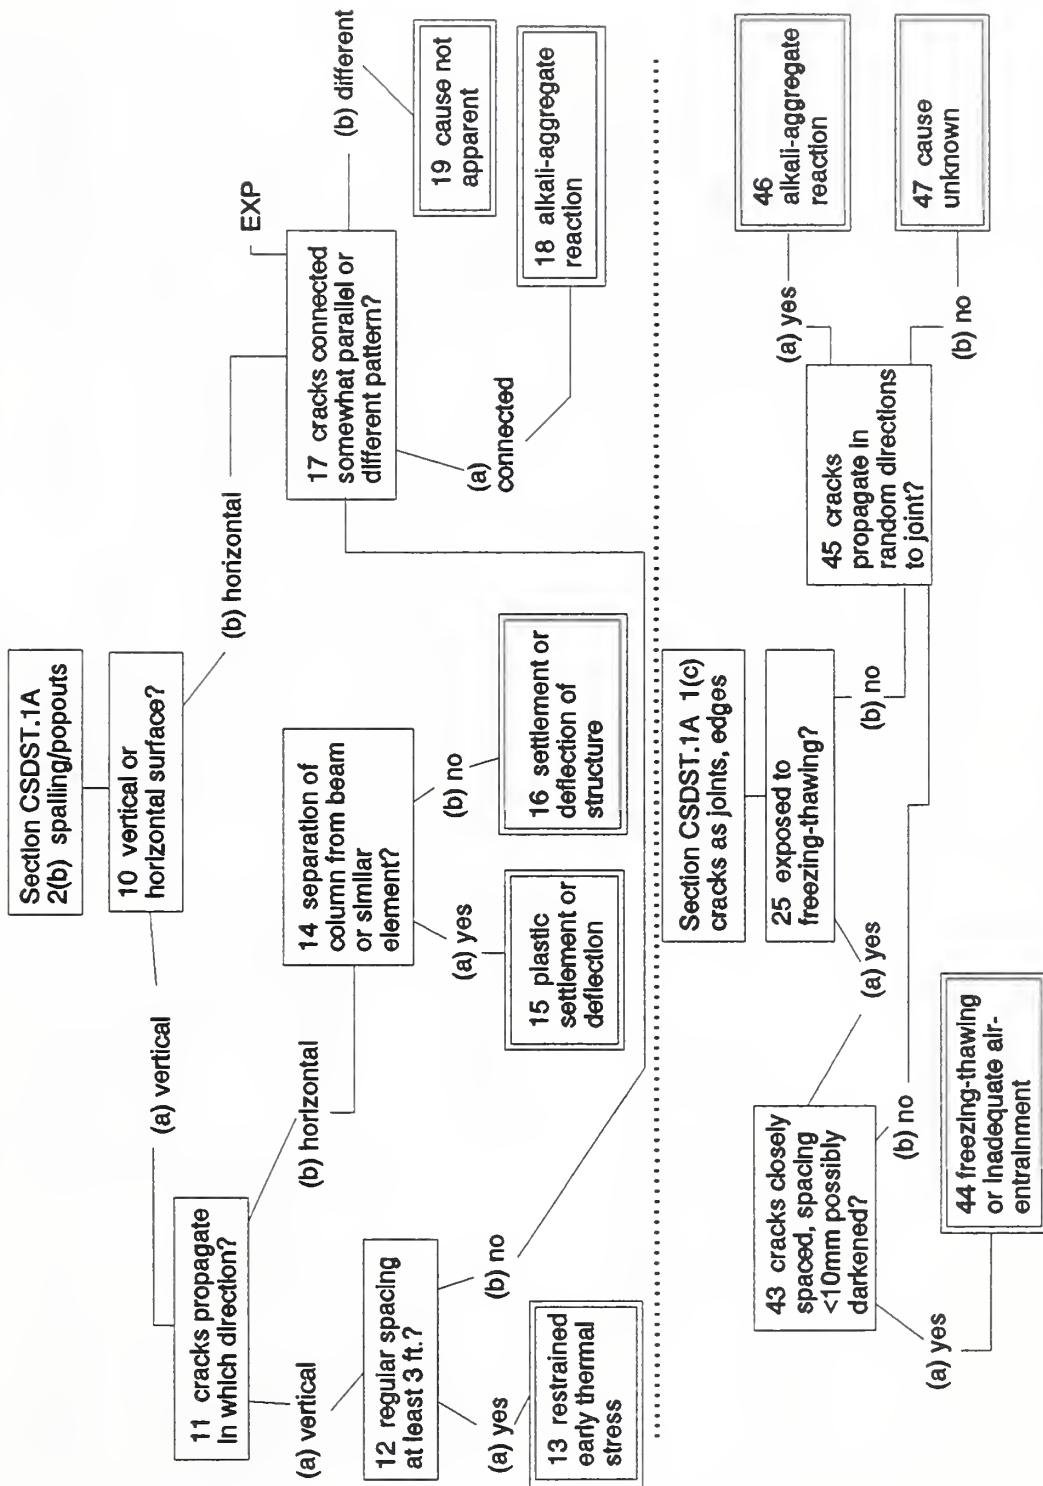 Section CSDST.1A
2(b) spalling/popouts
10 vertical or
horizontal surface?
(a) vertical
(b) horizontal
11 cracks propagate
in which direction?
(a) vertical
(b) horizontal
12 regular spacing
at least 3 ft.?
(a) yes
(b) no
13 restrained
early thermal
stress
14 separation of
column from beam
or similar
element?
(a) yes
(b) no
15 plastic
settlement or
deflection
16 settlement or
deflection of
structure
EXP
17 cracks connected
somewhat parallel or
different pattern?
(a)
connected
(b) different
18 alkali-aggregate
reaction
19 cause not
apparent
Section CSDST.1A 1(c)
cracks as joints, edges
25 exposed to
freezing-thawing?
(a) yes
(b) no
43 cracks closely
spaced, spacing
<10mm possibly
darkened?
(a) yes
(b) no
44 freezing-thawing
or inadequate air-
entrainment
45 cracks
propagate in
random directions
to joint?
(a) yes
(b) no
46
alkali-aggregate
reaction
47 cause
unknown